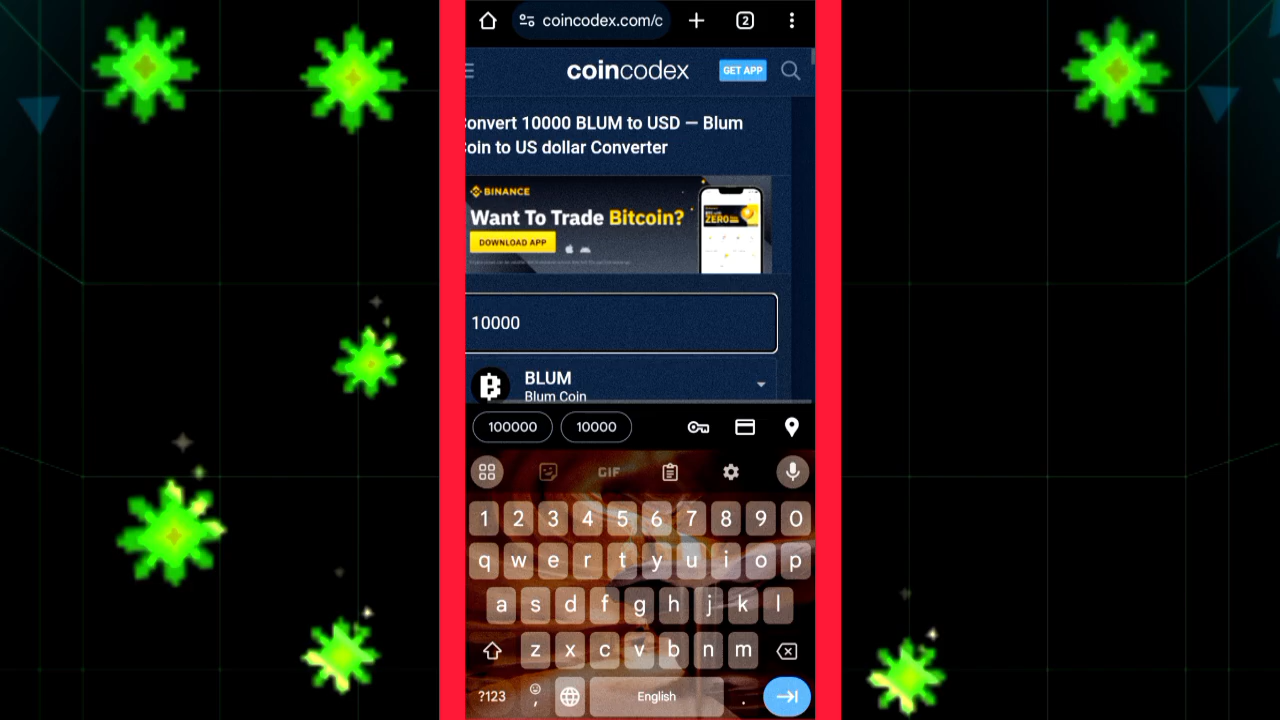 2
coincodex.com/c
coincodex
GET APP
onvert 10000 BLUM to USD — Blum
oin to US dollar Converter
BINANCE
Want To Trade Bitcoin?
DOWNLOAD APP
ZERO
10000
BLUM
Blum Coin
100000 10000
GIF
1 2 3 4 5 6 7 8 9 0
q w e r t y u i o p
a s d f g h j k l
z x c v b n m
?123 , English .